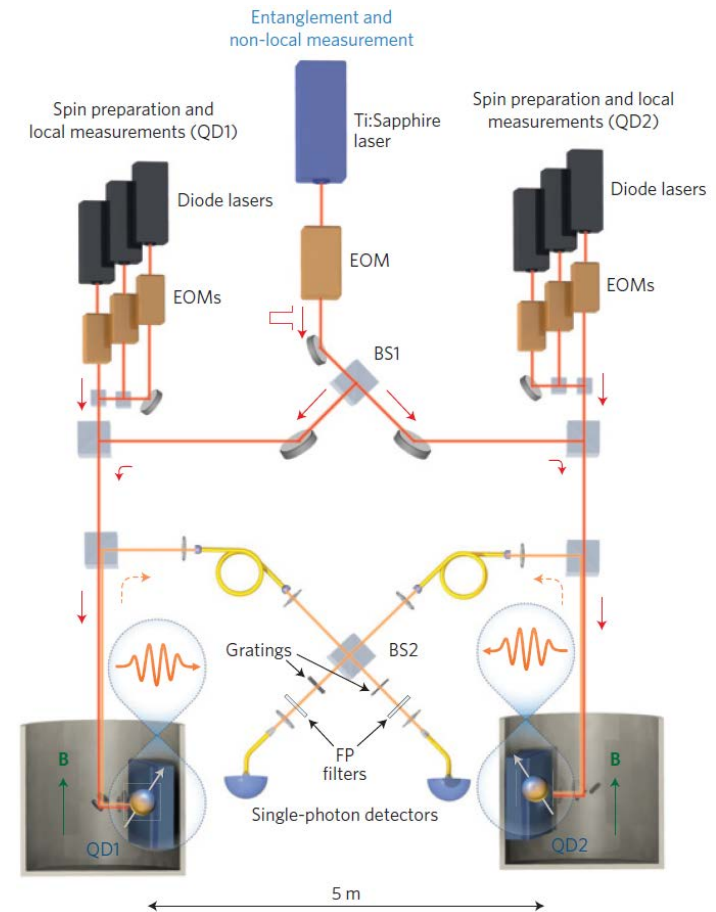 Entanglement and
non-local measurement
Spin preparation and
local measurements (QD1)
Ti:Sapphire
laser
Spin preparation and local
measurements (QD2)
Diode lasers
Diode lasers
EOM
EOMs
EOMs
BS1
Gratings
BS2
FP
filters
B
B
Single-photon detectors
QD1
QD2
5 m